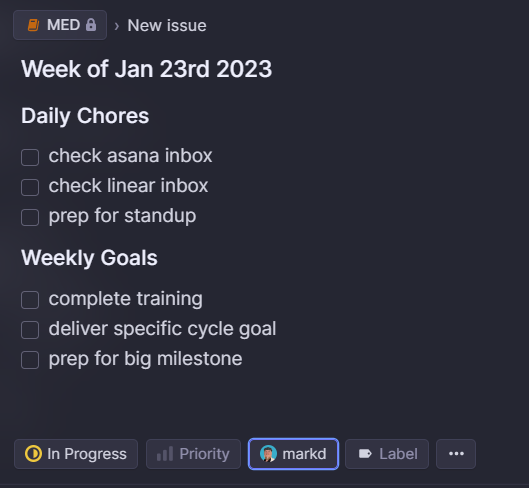 MED › New issue
Week of Jan 23rd 2023
Daily Chores
check asana inbox
check linear inbox
prep for standup
Weekly Goals
complete training
deliver specific cycle goal
prep for big milestone
In Progress Priority markd Label •••